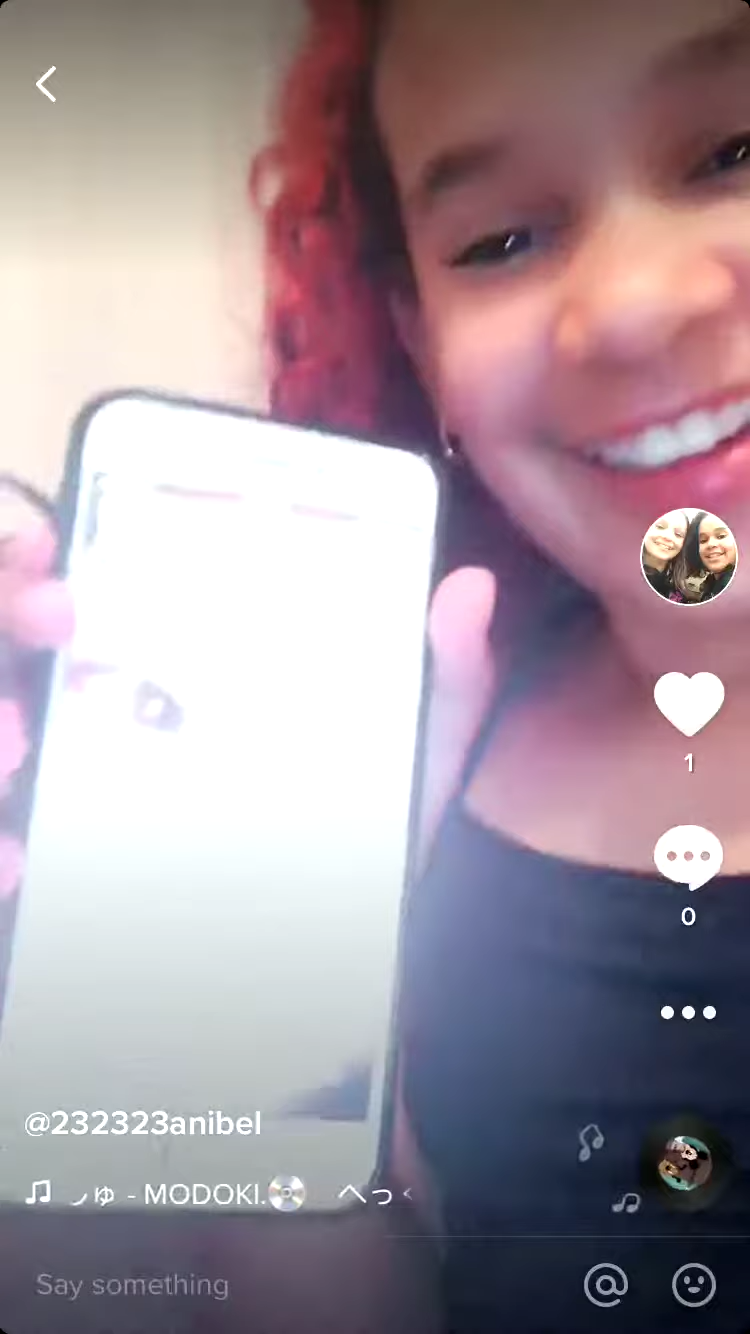 1
0
@232323anibel
ゅ - MODOKI. へっ
Say something